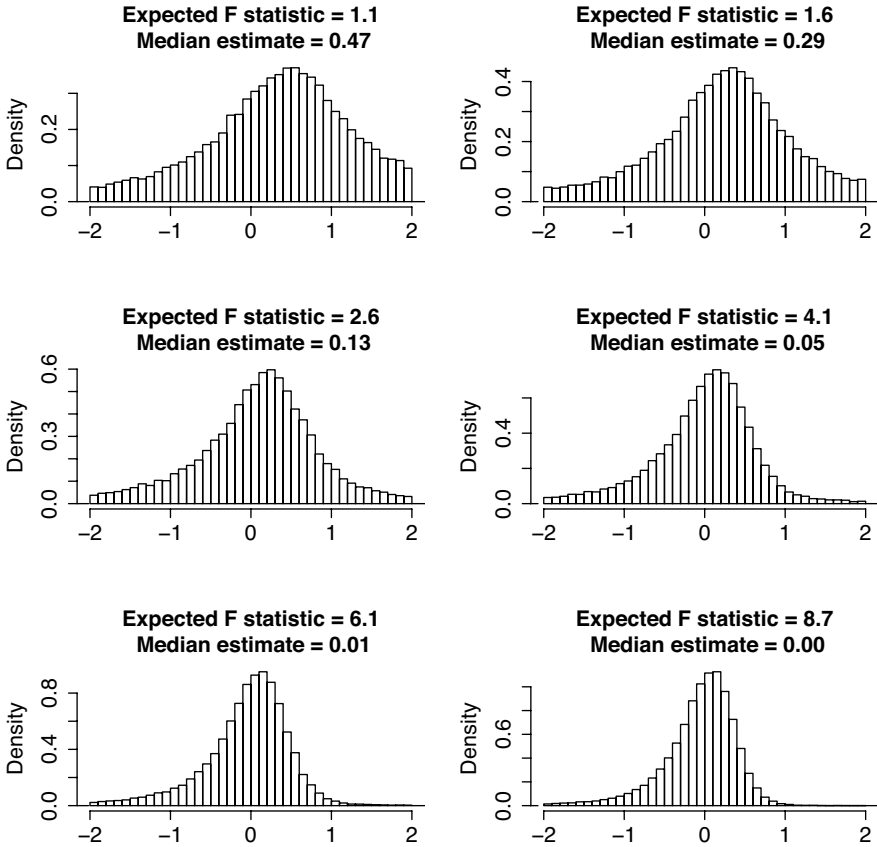 Expected F statistic = 1.1
Median estimate = 0.47
Density
0.0 0.2
−2 −1 0 1 2
Expected F statistic = 1.6
Median estimate = 0.29
Density
0.0 0.2 0.4
−2 −1 0 1 2
Expected F statistic = 2.6
Median estimate = 0.13
Density
0.0 0.3 0.6
−2 −1 0 1 2
Expected F statistic = 4.1
Median estimate = 0.05
Density
0.0 0.4
−2 −1 0 1 2
Expected F statistic = 6.1
Median estimate = 0.01
Density
0.0 0.4 0.8
−2 −1 0 1 2
Expected F statistic = 8.7
Median estimate = 0.00
Density
0.0 0.6
−2 −1 0 1 2